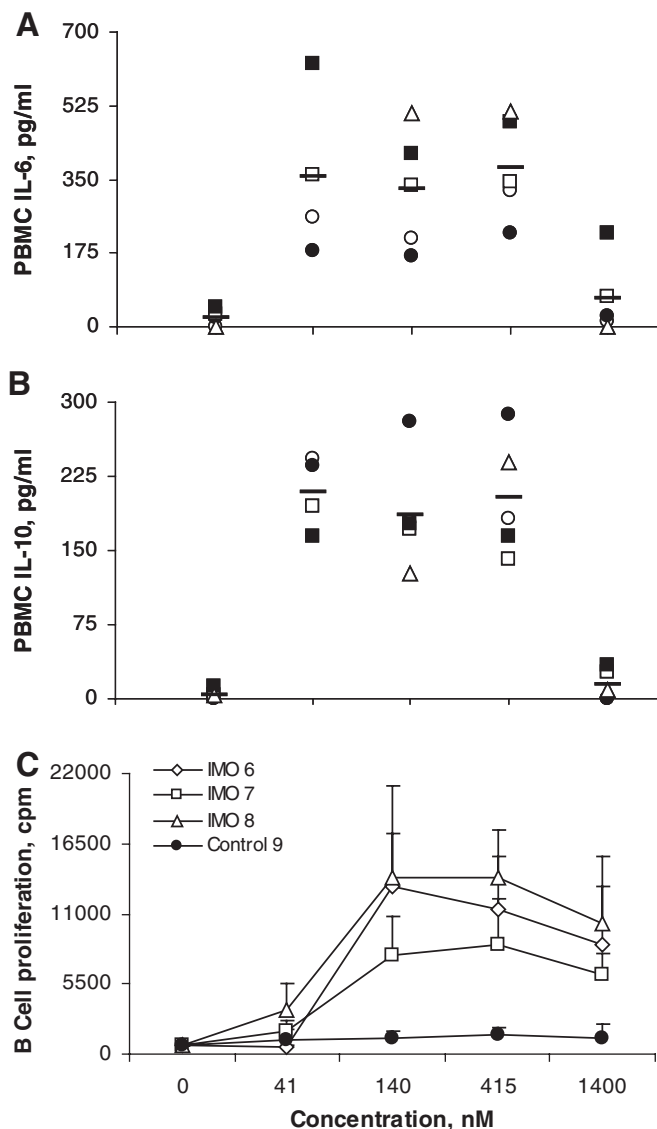 A
PBMC IL-6, pg/ml
700
525
350
175
0
B
PBMC IL-10, pg/ml
300
225
150
75
0
C
B Cell proliferation, cpm
22000
16500
11000
5500
0
IMO 6
IMO 7
IMO 8
Control 9
0 41 140 415 1400
Concentration, nM